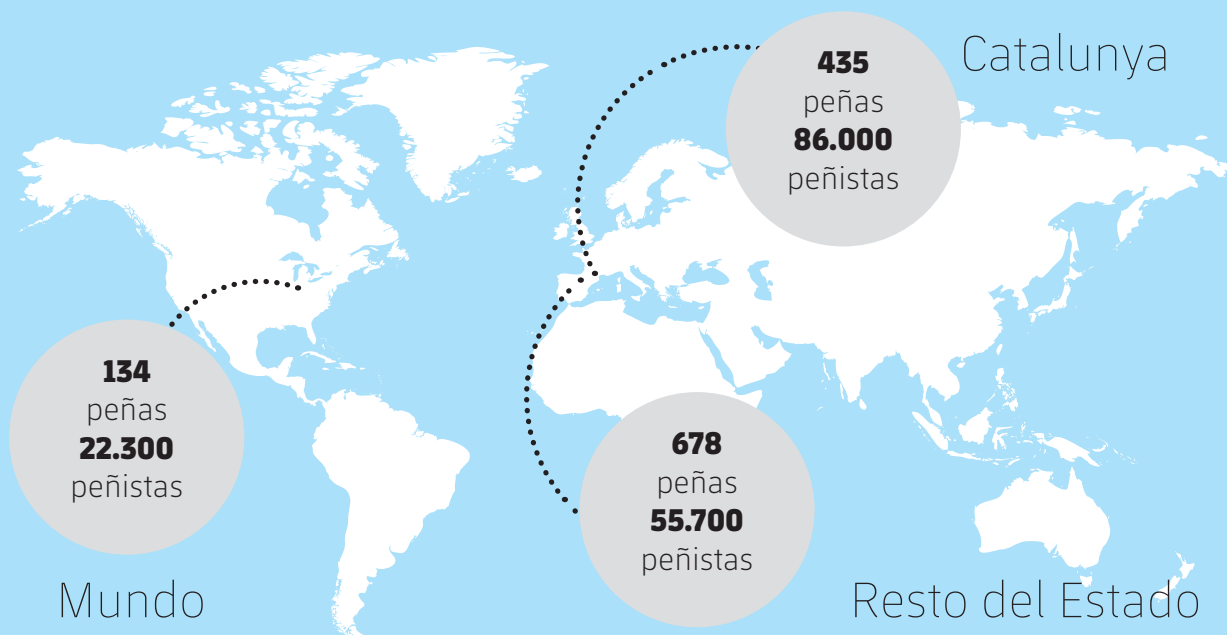 Catalunya
435
peñas
86.000
peñistas
134
peñas
22.300
peñistas
Mundo
678
peñas
55.700
peñistas
Resto del Estado